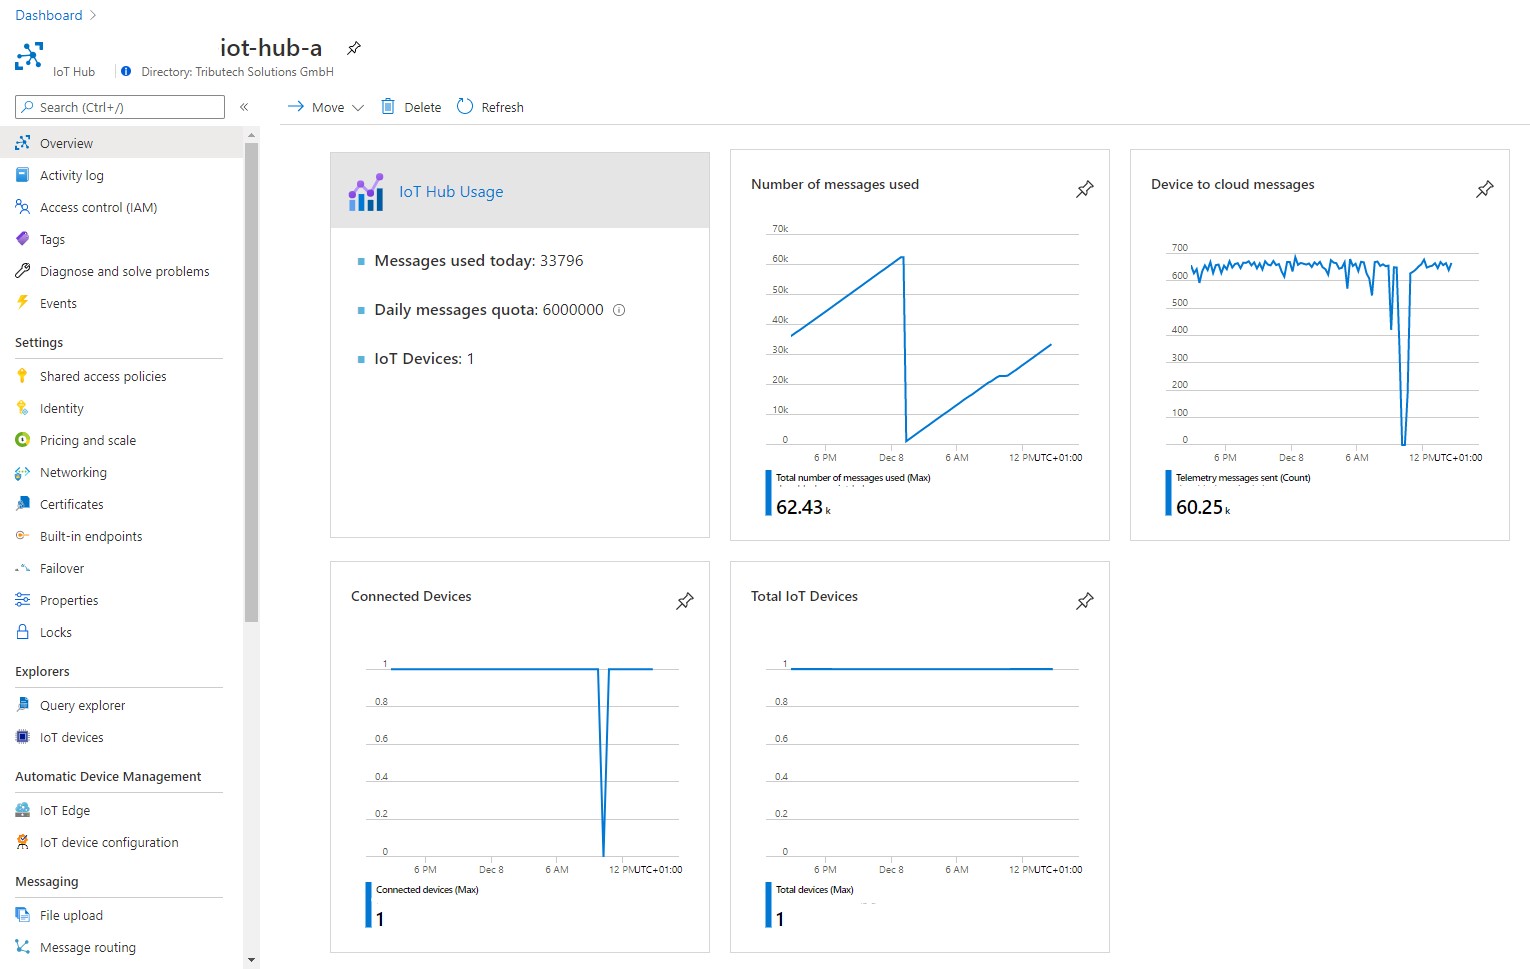 Dashboard
iot-hub-a
IoT Hub
Directory: Tributech Solutions GmbH
Search (Ctrl+/)
«
Move
Delete
Refresh
Overview
Activity log
Access control (IAM)
Tags
Diagnose and solve problems
Events
Settings
Shared access policies
Identity
Pricing and scale
Networking
Certificates
Built-in endpoints
Failover
Properties
Locks
Explorers
Query explorer
IoT devices
Automatic Device Management
IoT Edge
IoT device configuration
Messaging
File upload
Message routing
IoT Hub Usage
Messages used today: 33796
Daily messages quota: 6000000
IoT Devices: 1
Number of messages used
70k
60k
50k
40k
30k
20k
10k
0
6 PM Dec 8 6 AM 12 PM UTC+01:00
Total number of messages used (Max)
62.43 k
Device to cloud messages
700
600
500
400
300
200
100
0
6 PM Dec 8 6 AM 12 PM UTC+01:00
Telemetry messages sent (Count)
60.25 k
Connected Devices
1
0.8
0.6
0.4
0.2
0
6 PM Dec 8 6 AM 12 PM UTC+01:00
Connected devices (Max)
1
Total IoT Devices
1
0.8
0.6
0.4
0.2
0
6 PM Dec 8 6 AM 12 PM UTC+01:00
Total devices (Max)
1